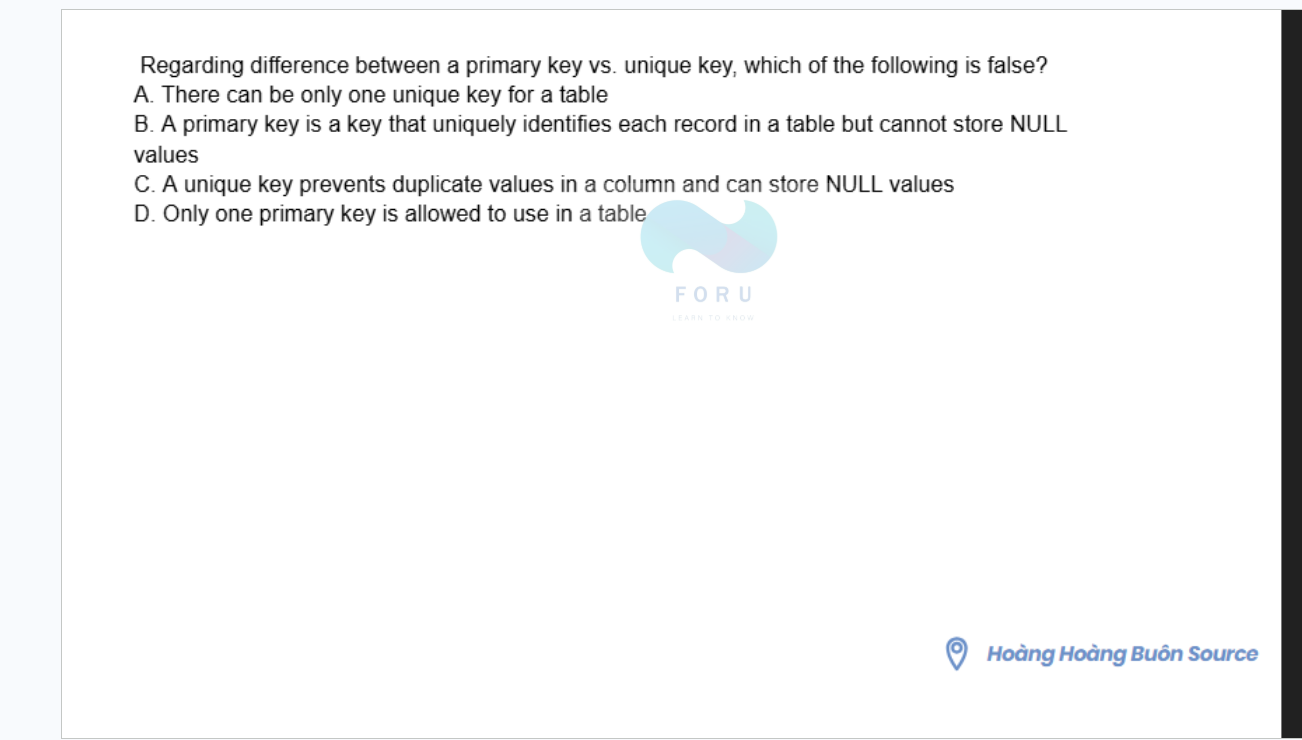 Regarding difference between a primary key vs. unique key, which of the following is false?
A. There can be only one unique key for a table
B. A primary key is a key that uniquely identifies each record in a table but cannot store NULL
values
C. A unique key prevents duplicate values in a column and can store NULL values
D. Only one primary key is allowed to use in a table
FORU
LEARN TO KNOW
Hoàng Hoàng Buôn Source